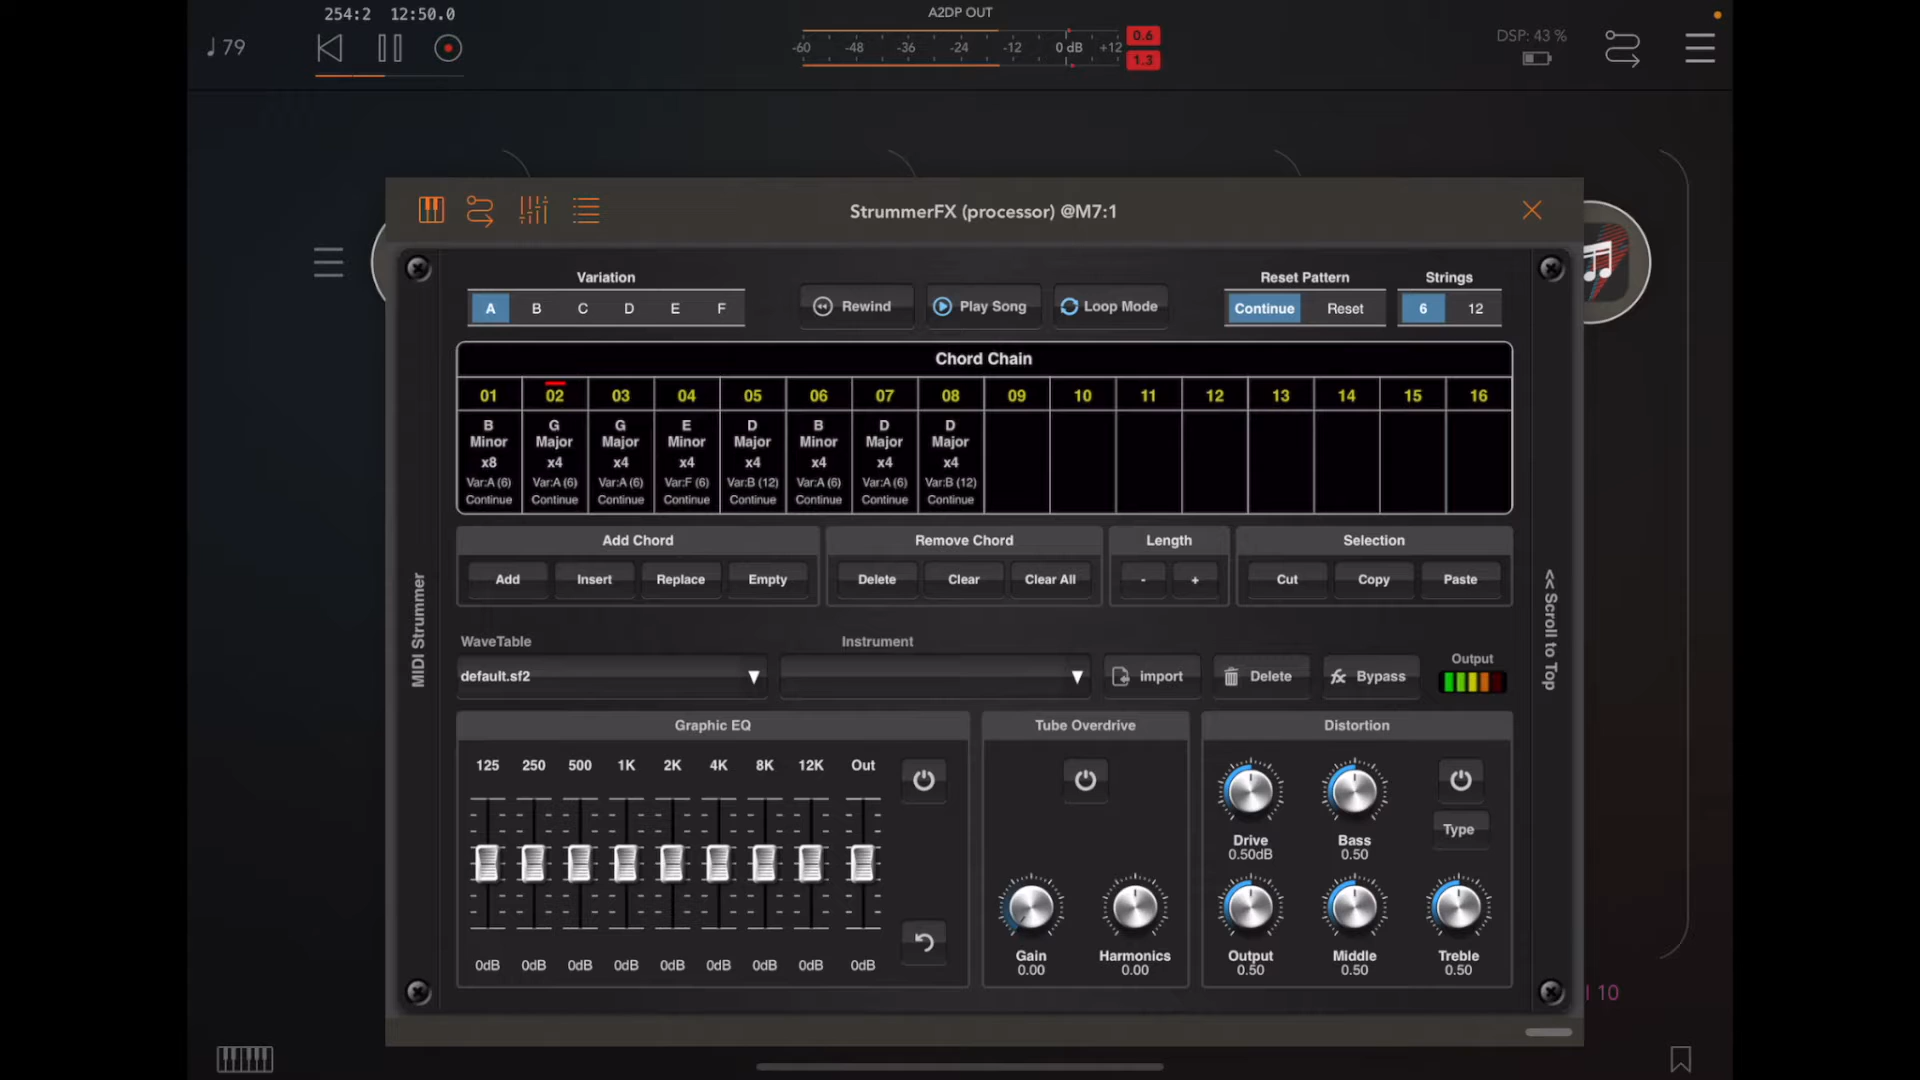 254:2 12:50.0
A2DP OUT
♩ 79
-60 -48 -36 -24 -12 0 dB +12
0.6
1.3
DSP: 43 %
StrummerFX (processor) @M7:1
Variation
A B C D E F
Rewind
Play Song
Loop Mode
Reset Pattern
Continue Reset
Strings
6 12
Chord Chain
01 02 03 04 05 06 07 08 09 10 11 12 13 14 15 16
B G G E D B D D
Minor Major Major Minor Major Minor Major Major
x8 x4 x4 x4 x4 x4 x4 x4
Var:A (6) Var:A (6) Var:A (6) Var:F (6) Var:B (12) Var:A (6) Var:A (6) Var:B (12)
Continue Continue Continue Continue Continue Continue Continue Continue
Add Chord
Add Insert Replace Empty
Remove Chord
Delete Clear Clear All
Length
- +
Selection
Cut Copy Paste
MIDI Strummer
<< Scroll to Top
WaveTable
default.sf2
Instrument
import
Delete
fx Bypass
Output
Graphic EQ
125 250 500 1K 2K 4K 8K 12K Out
0dB 0dB 0dB 0dB 0dB 0dB 0dB 0dB 0dB
Tube Overdrive
Gain Harmonics
0.00 0.00
Distortion
Type
Drive Bass
0.50dB 0.50
Output Middle Treble
0.50 0.50 0.50
10